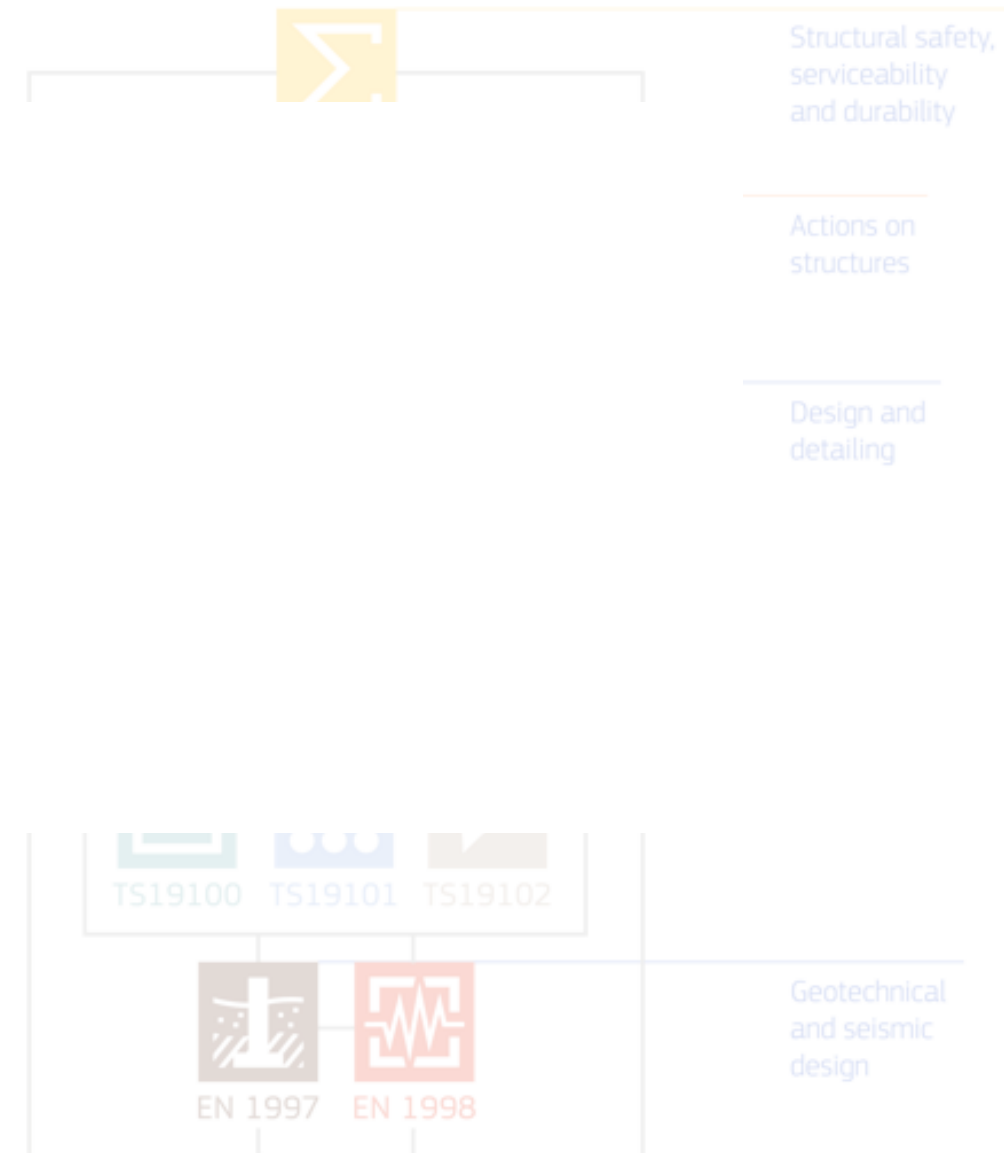 Structural safety,
serviceability
and durability
Actions on
structures
Design and
detailing
TS19100 TS19101 TS19102
Geotechnical
and seismic
design
EN 1997 EN 1998